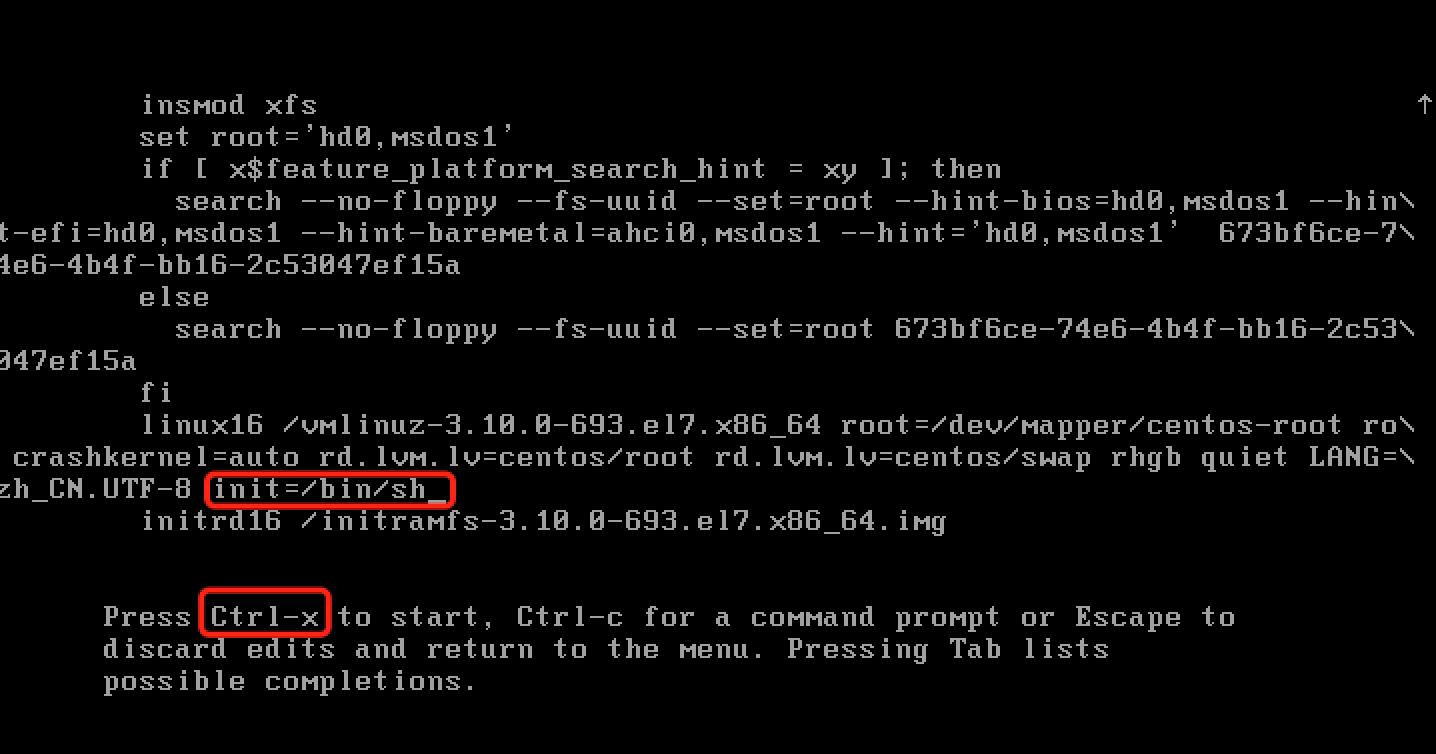 insmod xfs
set root='hd0,msdos1'
if [ x$feature_platform_search_hint = xy ]; then
search --no-floppy --fs-uuid --set=root --hint-bios=hd0,msdos1 --hin\
t-efi=hd0,msdos1 --hint-baremetal=ahci0,msdos1 --hint='hd0,msdos1'  673bf6ce-7\
4e6-4b4f-bb16-2c53047ef15a
else
search --no-floppy --fs-uuid --set=root 673bf6ce-74e6-4b4f-bb16-2c53\
047ef15a
fi
linux16 /vmlinuz-3.10.0-693.el7.x86_64 root=/dev/mapper/centos-root ro\
crashkernel=auto rd.lvm.lv=centos/root rd.lvm.lv=centos/swap rhgb quiet LANG=\
zh_CN.UTF-8 init=/bin/sh_
initrd16 /initramfs-3.10.0-693.el7.x86_64.img
Press Ctrl-x to start, Ctrl-c for a command prompt or Escape to
discard edits and return to the menu. Pressing Tab lists
possible completions.